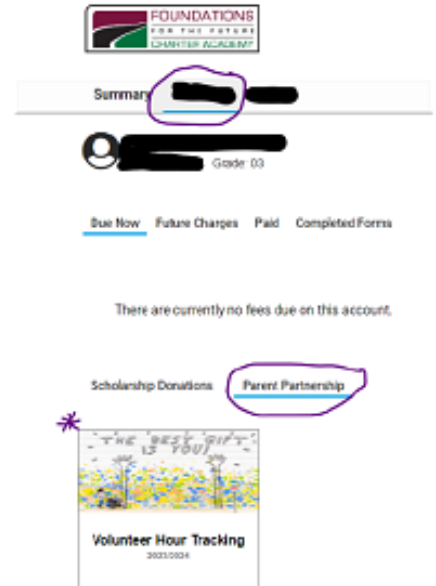 FOUNDATIONS
FOR THE FUTURE
CHARTER ACADEMY
Summary
Grade: 03
Due Now Future Charges Paid Completed Forms
There are currently no fees due on this account.
Scholarship Donations Parent Partnership
*
THE BEST GIFT
IS YOU!
Volunteer Hour Tracking
2023/2024